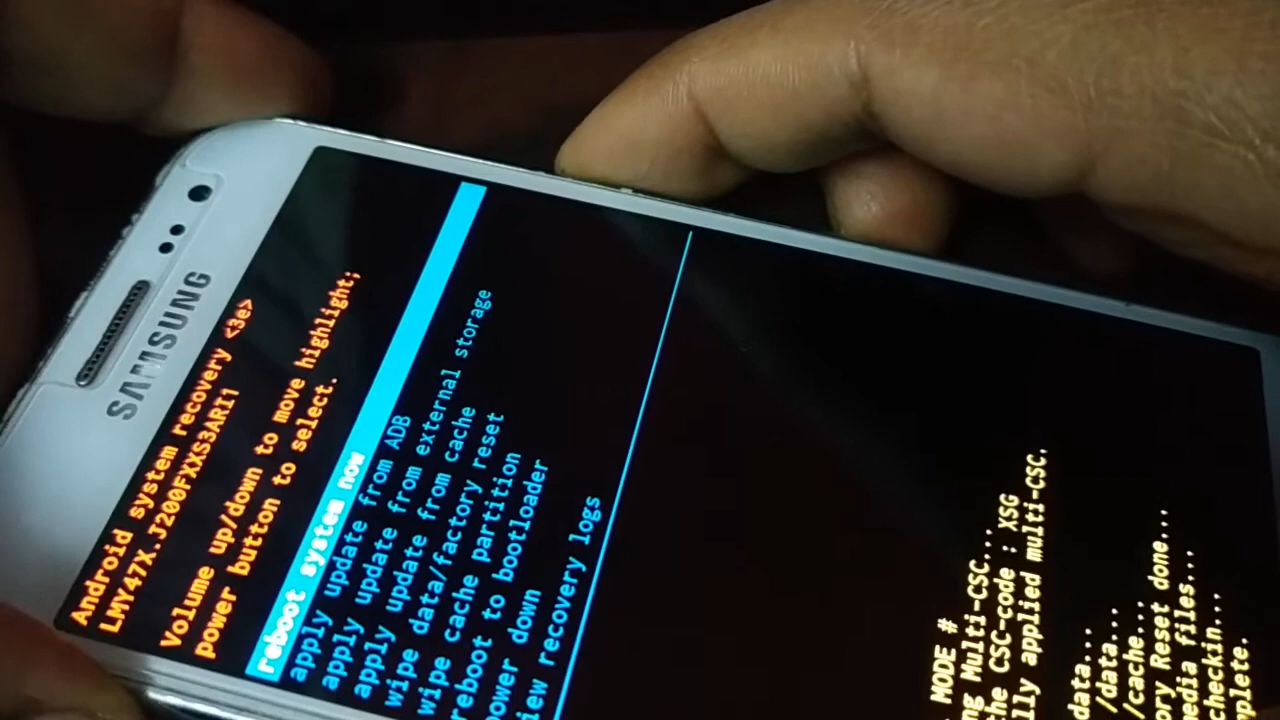 SAMSUNG
Android system recovery <3e>
LMY47X.J200FXXS3ARI1
Volume up/down to move highlight;
power button to select.
reboot system now
apply update from ADB
apply update from external storage
apply update from cache
wipe data/factory reset
wipe cache partition
reboot to bootloader
power down
view recovery logs
MODE #
Multi-CSC...
the CSC-code : XSG
applied multi-CSC.
data...
/data...
/cache...
Reset done...
files...
checkin...